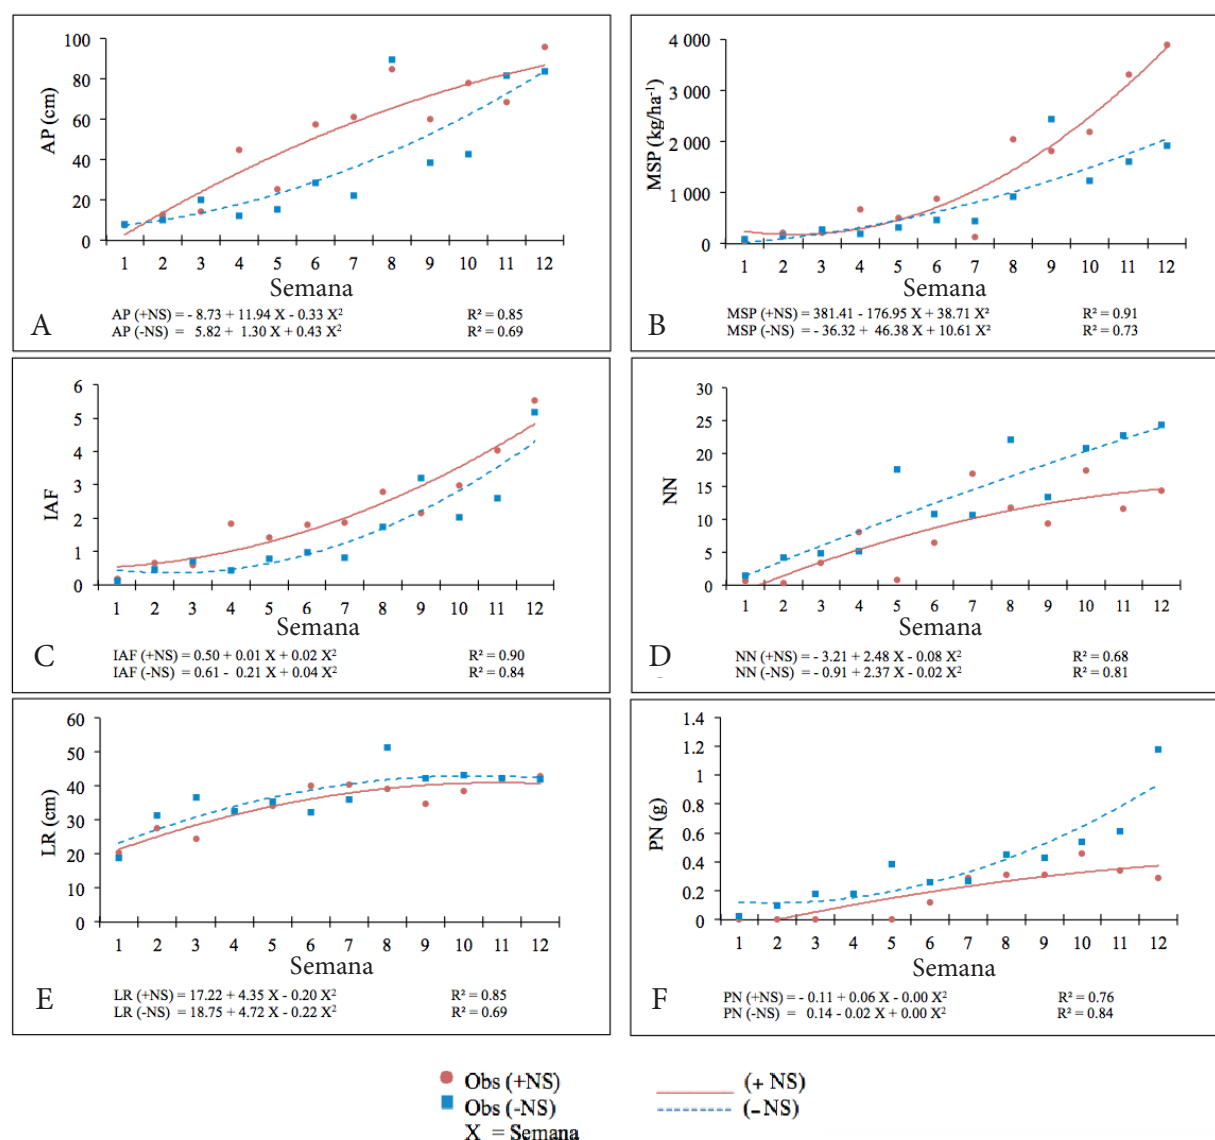 100
80
60
40
20
0
AP (cm)
1 2 3 4 5 6 7 8 9 10 11 12
Semana
A
AP (+NS) = - 8.73 + 11.94 X - 0.33 X² R² = 0.85
AP (-NS) = 5.82 + 1.30 X + 0.43 X² R² = 0.69
4 000
3 000
2 000
1 000
0
MSP (kg/ha⁻¹)
1 2 3 4 5 6 7 8 9 10 11 12
Semana
B
MSP (+NS) = 381.41 - 176.95 X + 38.71 X² R² = 0.91
MSP (-NS) = - 36.32 + 46.38 X + 10.61 X² R² = 0.73
6
5
4
3
2
1
0
IAF
1 2 3 4 5 6 7 8 9 10 11 12
Semana
C
IAF (+NS) = 0.50 + 0.01 X + 0.02 X² R² = 0.90
IAF (-NS) = 0.61 - 0.21 X + 0.04 X² R² = 0.84
30
25
20
15
10
5
0
NN
1 2 3 4 5 6 7 8 9 10 11 12
Semana
D
NN (+NS) = - 3.21 + 2.48 X - 0.08 X² R² = 0.68
NN (-NS) = - 0.91 + 2.37 X - 0.02 X² R² = 0.81
60
50
40
30
20
10
0
LR (cm)
1 2 3 4 5 6 7 8 9 10 11 12
Semana
E
LR (+NS) = 17.22 + 4.35 X - 0.20 X² R² = 0.85
LR (-NS) = 18.75 + 4.72 X - 0.22 X² R² = 0.69
1.4
1.2
1
0.8
0.6
0.4
0.2
0
PN (g)
1 2 3 4 5 6 7 8 9 10 11 12
Semana
F
PN (+NS) = - 0.11 + 0.06 X - 0.00 X² R² = 0.76
PN (-NS) = 0.14 - 0.02 X + 0.00 X² R² = 0.84
Obs (+NS) (+ NS)
Obs (-NS) (– NS)
X = Semana